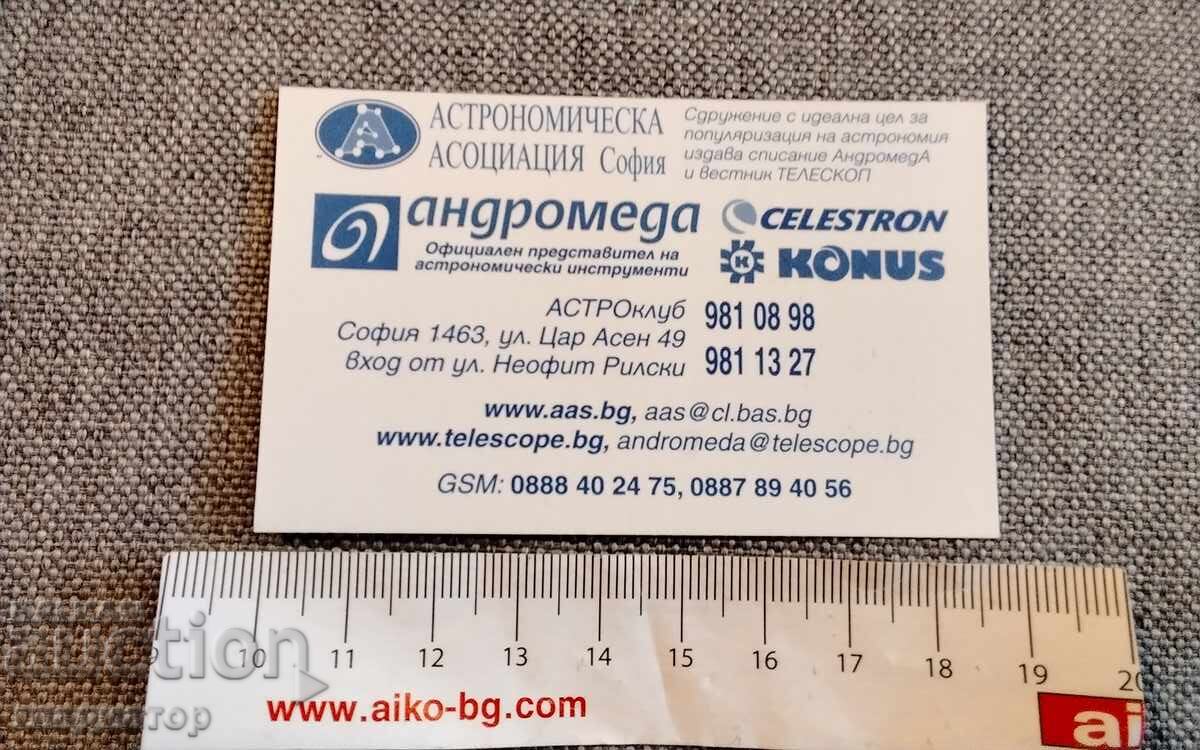 АСТРОНОМИЧЕСКА
АСОЦИАЦИЯ София
Сдружение с идеална цел за
популяризация на астрономия
издава списание АндромедА
и вестник ТЕЛЕСКОП
андромеда
Официален представител на
астрономически инструменти
CELESTRON
K KONUS
АСТРОклуб 981 08 98
София 1463, ул. Цар Асен 49
вход от ул. Неофит Рилски 981 13 27
www.aas.bg, aas@cl.bas.bg
www.telescope.bg, andromeda@telescope.bg
GSM: 0888 40 24 75, 0887 89 40 56
9 10 11 12 13 14 15 16 17 18 19 20
www.aiko-bg.com
ai
auction